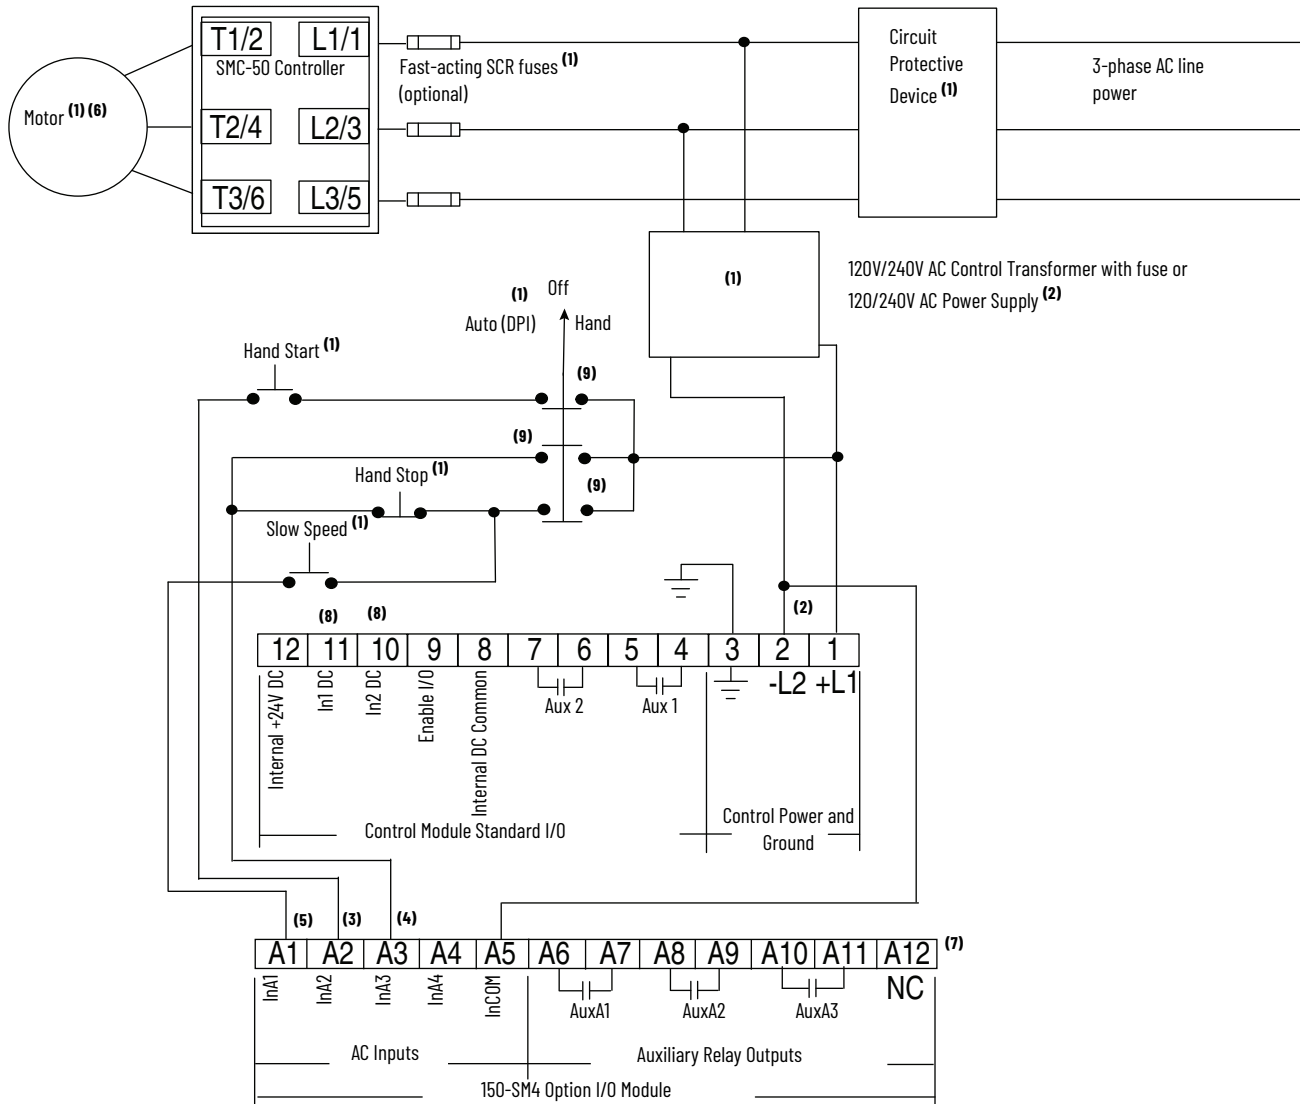 T1/2 L1/1
SMC-50 Controller
T2/4 L2/3
T3/6 L3/5
Motor (1) (6)
Fast-acting SCR fuses (1)
(optional)
Circuit
Protective
Device (1)
3-phase AC line
power
(1)
120V/240V AC Control Transformer with fuse or
120/240V AC Power Supply (2)
(1) Off
Auto (DPI) Hand
Hand Start (1)
(9)
(9)
Hand Stop (1)
(9)
Slow Speed (1)
(8) (8)
(2)
12 11 10 9 8 7 6 5 4 3 2 1
-L2 +L1
Internal +24V DC
In1 DC
In2 DC
Enable I/O
Internal DC Common
Aux 2
Aux 1
Control Module Standard I/O
Control Power and
Ground
(5) (3) (4)
A1 A2 A3 A4 A5 A6 A7 A8 A9 A10 A11 A12 (7)
InA1
InA2
InA3
InA4
InCOM
AuxA1
AuxA2
AuxA3
NC
AC Inputs
Auxiliary Relay Outputs
150-SM4 Option I/O Module